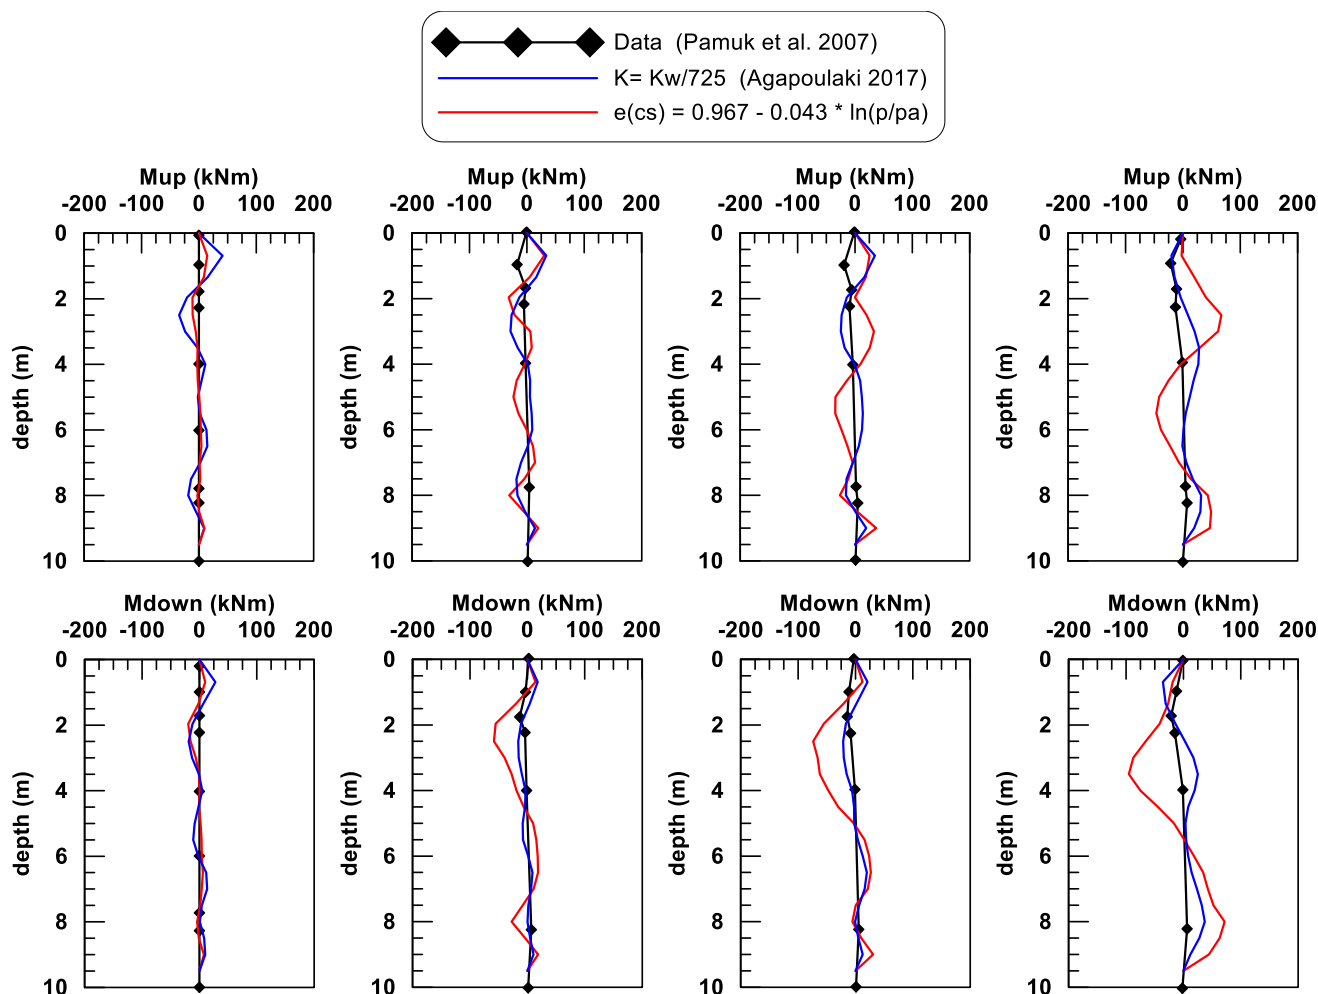 Data  (Pamuk et al. 2007)
K= Kw/725  (Agapoulaki 2017)
e(cs) = 0.967 - 0.043 * ln(p/pa)
Mup (kNm) Mup (kNm) Mup (kNm) Mup (kNm)
-200 -100 0 100 200 -200 -100 0 100 200 -200 -100 0 100 200 -200 -100 0 100 200
0 0 0 0
2 2 2 2
4 4 4 4
depth (m) depth (m) depth (m) depth (m)
6 6 6 6
8 8 8 8
10 10 10 10
Mdown (kNm) Mdown (kNm) Mdown (kNm) Mdown (kNm)
-200 -100 0 100 200 -200 -100 0 100 200 -200 -100 0 100 200 -200 -100 0 100 200
0 0 0 0
2 2 2 2
4 4 4 4
depth (m) depth (m) depth (m) depth (m)
6 6 6 6
8 8 8 8
10 10 10 10